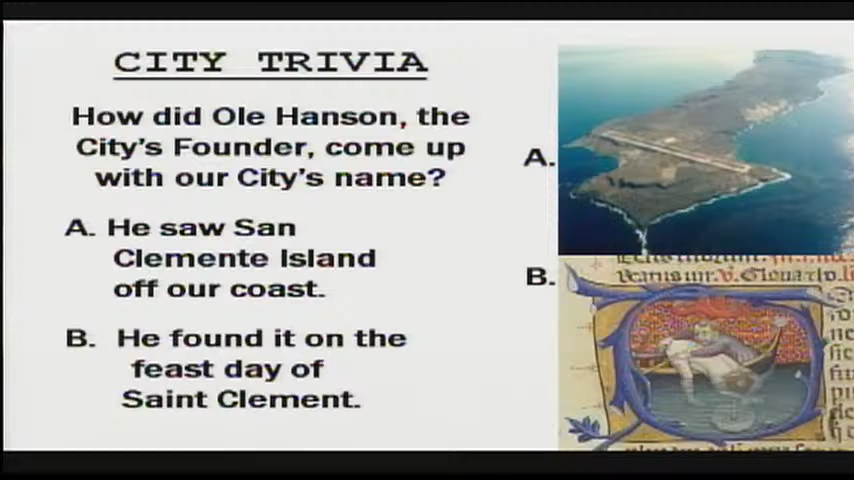 CITY TRIVIA
How did Ole Hanson, the
City's Founder, come up
with our City's name?
A. He saw San
Clemente Island
off our coast.
B. He found it on the
feast day of
Saint Clement.
A.
B.